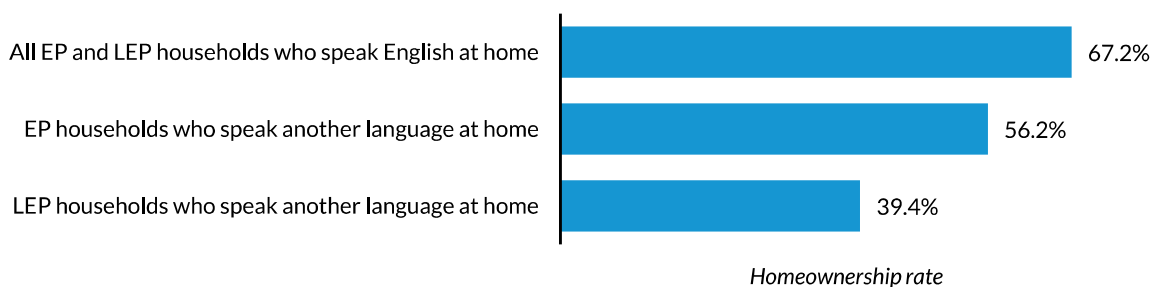 All EP and LEP households who speak English at home 67.2%
EP households who speak another language at home 56.2%
LEP households who speak another language at home 39.4%
Homeownership rate